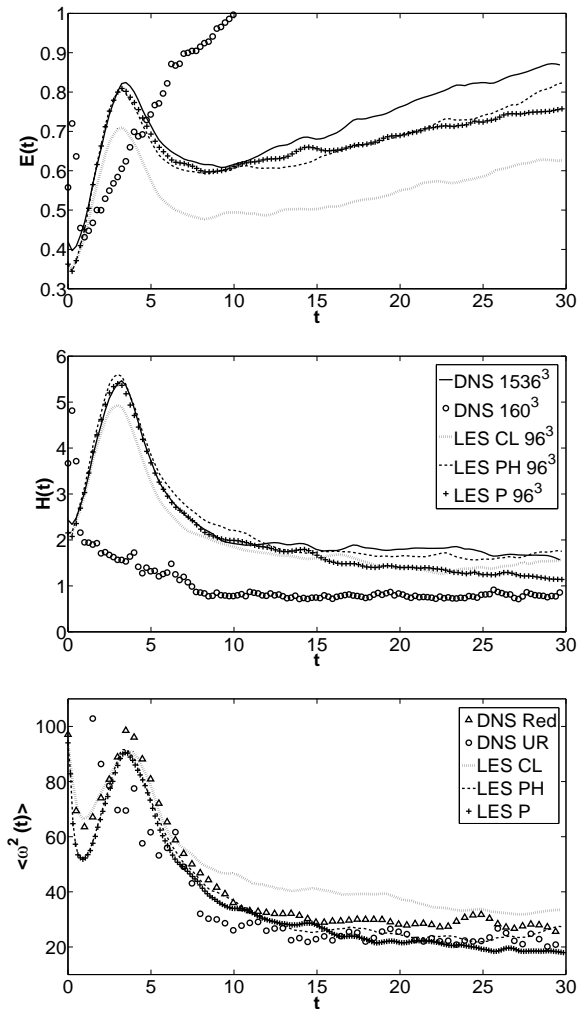 1
0.9
0.8
0.7
0.6
0.5
0.4
0.3
E(t)
0 5 10 15 20 25 30
t
6
5
4
3
2
1
0
H(t)
DNS 1536³
DNS 160³
LES CL 96³
LES PH 96³
LES P 96³
0 5 10 15 20 25 30
t
100
80
60
40
20
<ω² (t)>
DNS Red
DNS UR
LES CL
LES PH
LES P
0 5 10 15 20 25 30
t